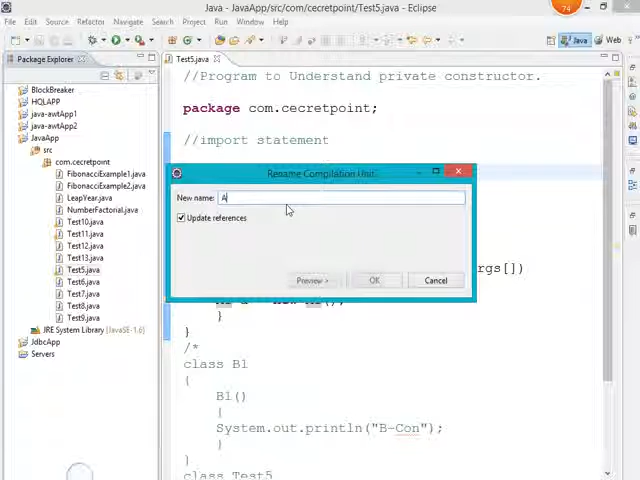 Java - JavaApp/src/com/cecretpoint/Test5.java - Eclipse
74
File Edit Source Refactor Navigate Search Project Run Window Help
Java Web
Package Explorer
Test5.java
BlockBreaker
HQLAPP
java-awtApp1
java-awtApp2
JavaApp
src
com.cecretpoint
FibonacciExample1.java
FibonacciExample2.java
LeapYear.java
NumberFactorial.java
Test10.java
Test11.java
Test12.java
Test13.java
Test5.java
Test6.java
Test7.java
Test8.java
Test9.java
JRE System Library [JavaSE-1.6]
JdbcApp
Servers
//Program to Understand private constructor.
package com.cecretpoint;
//import statement
Rename Compilation Unit
New name: A
Update references
Preview > OK Cancel
rgs[])
}
}
/*
class B1
{
B1()
{
System.out.println("B-Con");
}
}
class Test5